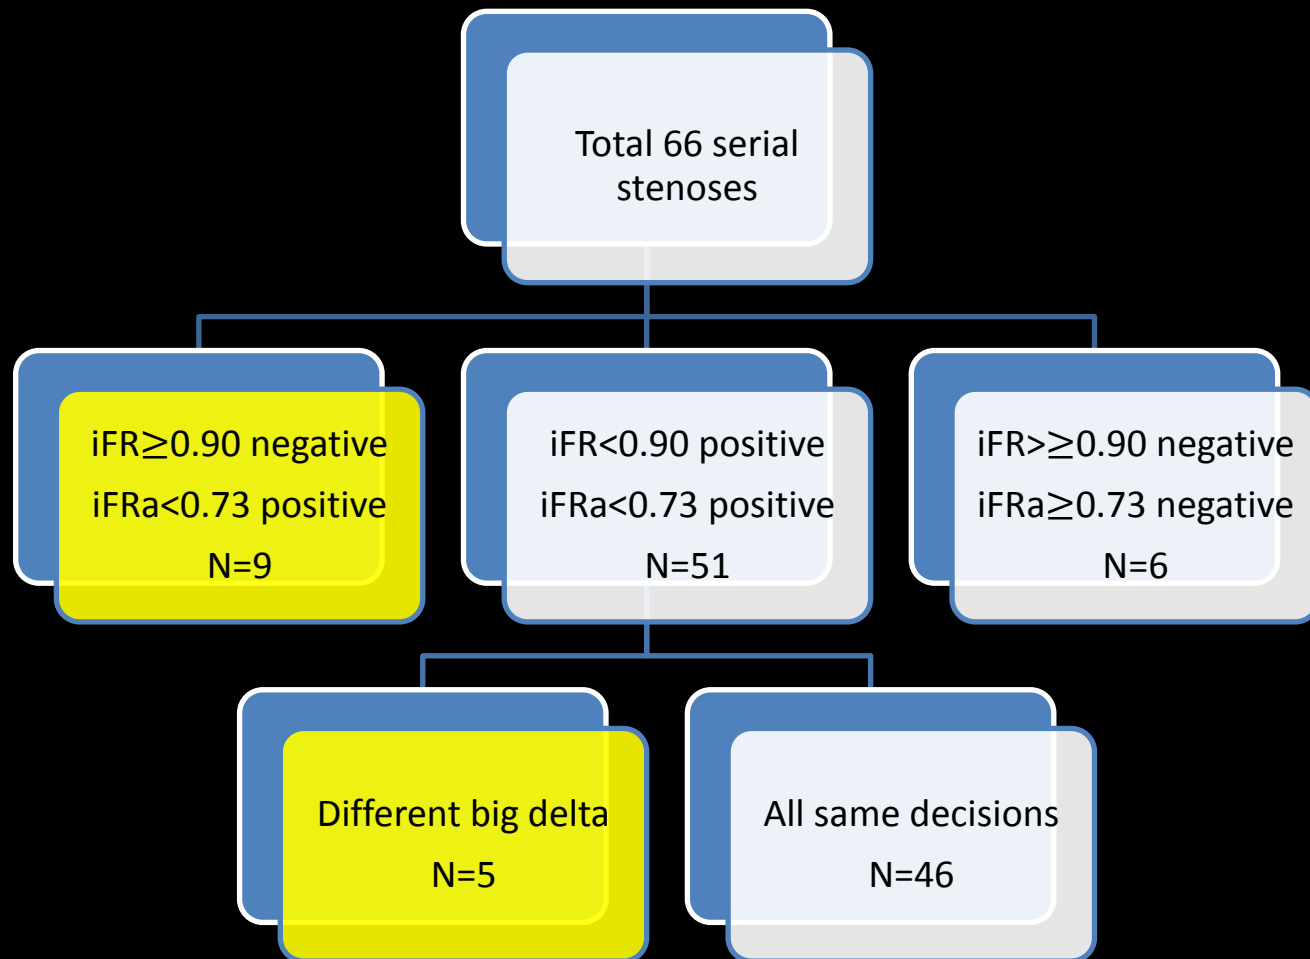 Total 66 serial
stenoses
iFR≥0.90 negative
iFRa<0.73 positive
N=9
iFR<0.90 positive
iFRa<0.73 positive
N=51
iFR>≥0.90 negative
iFRa≥0.73 negative
N=6
Different big delta
N=5
All same decisions
N=46